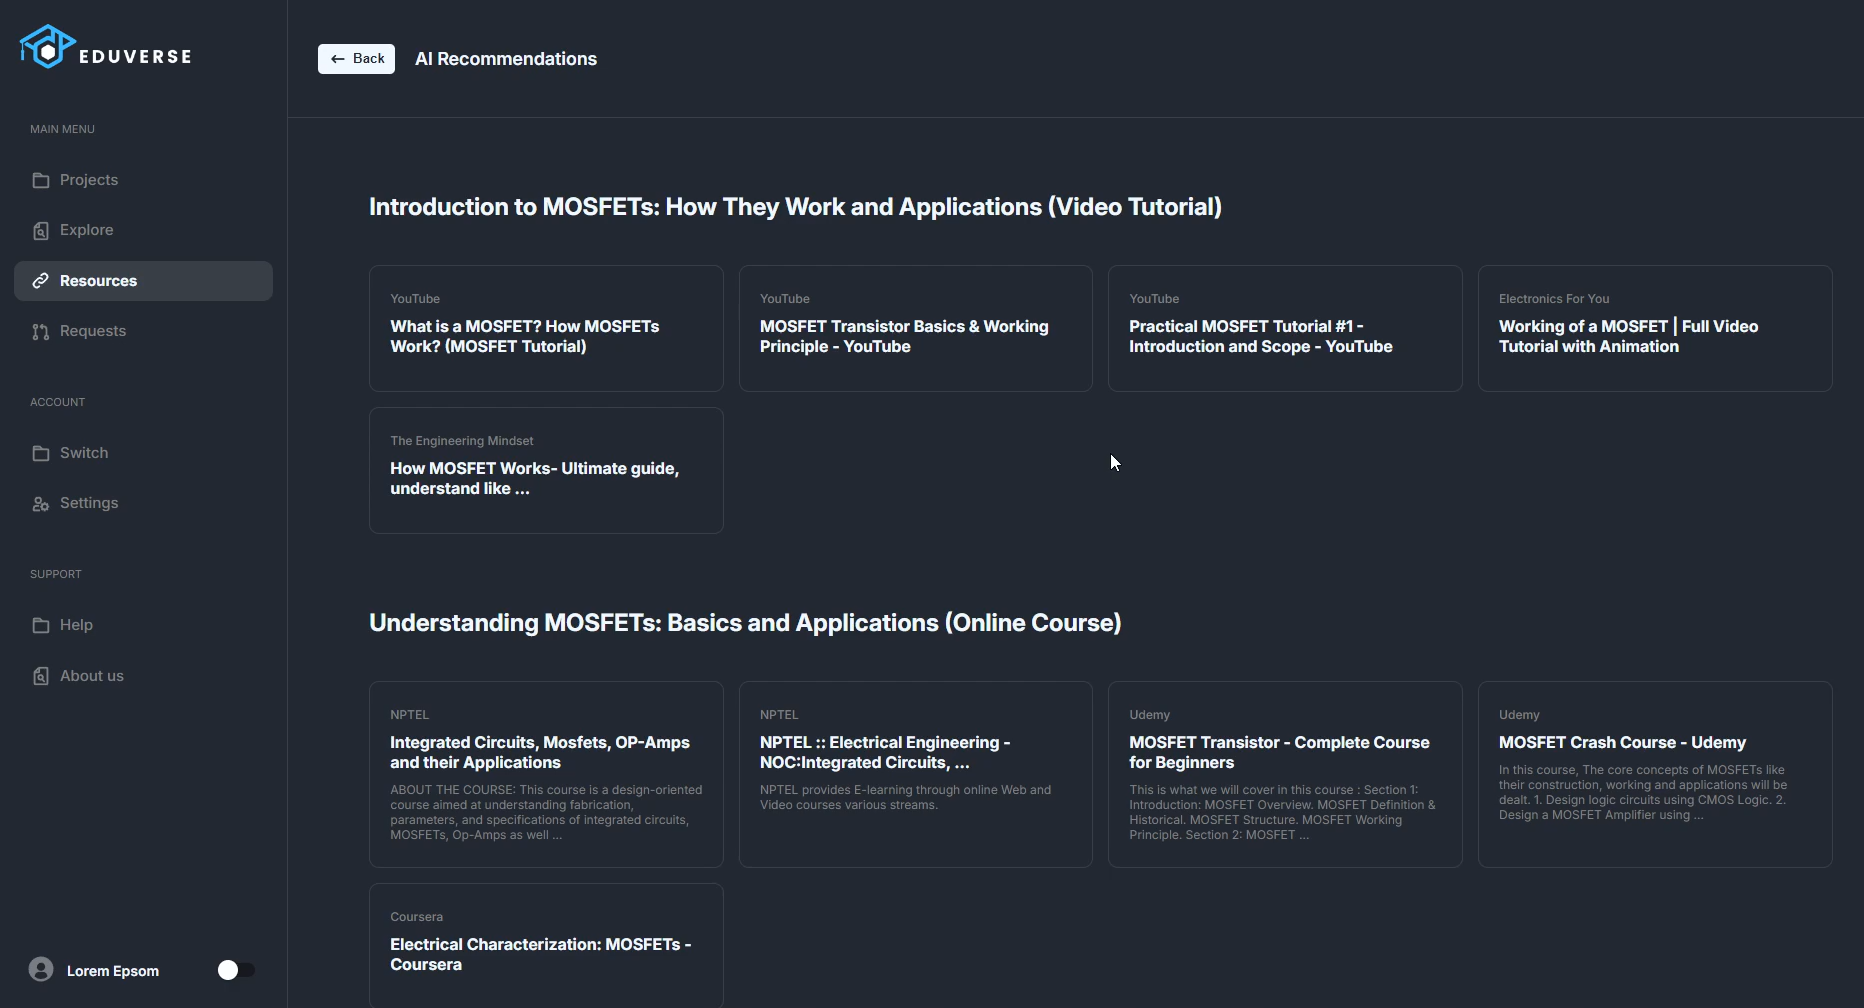 EDUVERSE
MAIN MENU
Projects
Explore
Resources
Requests
ACCOUNT
Switch
Settings
SUPPORT
Help
About us
Lorem Epsom
← Back
AI Recommendations
Introduction to MOSFETs: How They Work and Applications (Video Tutorial)
YouTube
What is a MOSFET? How MOSFETs
Work? (MOSFET Tutorial)
YouTube
MOSFET Transistor Basics & Working
Principle - YouTube
YouTube
Practical MOSFET Tutorial #1 -
Introduction and Scope - YouTube
Electronics For You
Working of a MOSFET | Full Video
Tutorial with Animation
The Engineering Mindset
How MOSFET Works- Ultimate guide,
understand like ...
Understanding MOSFETs: Basics and Applications (Online Course)
NPTEL
Integrated Circuits, Mosfets, OP-Amps
and their Applications
ABOUT THE COURSE: This course is a design-oriented
course aimed at understanding fabrication,
parameters, and specifications of integrated circuits,
MOSFETs, Op-Amps as well ...
NPTEL
NPTEL :: Electrical Engineering -
NOC:Integrated Circuits, ...
NPTEL provides E-learning through online Web and
Video courses various streams.
Udemy
MOSFET Transistor - Complete Course
for Beginners
This is what we will cover in this course : Section 1:
Introduction: MOSFET Overview. MOSFET Definition &
Historical. MOSFET Structure. MOSFET Working
Principle. Section 2: MOSFET ...
Udemy
MOSFET Crash Course - Udemy
In this course, The core concepts of MOSFETs like
their construction, working and applications will be
dealt. 1. Design logic circuits using CMOS Logic. 2.
Design a MOSFET Amplifier using ...
Coursera
Electrical Characterization: MOSFETs -
Coursera